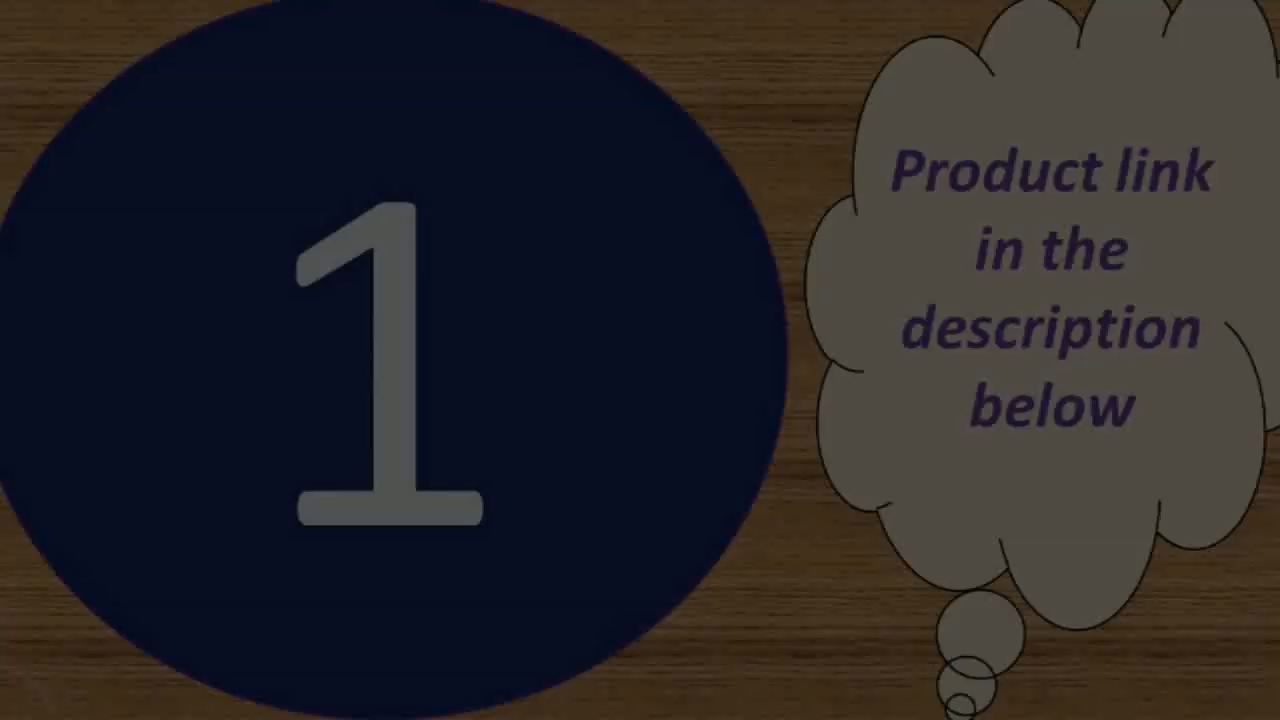 1
Product link
in the
description
below